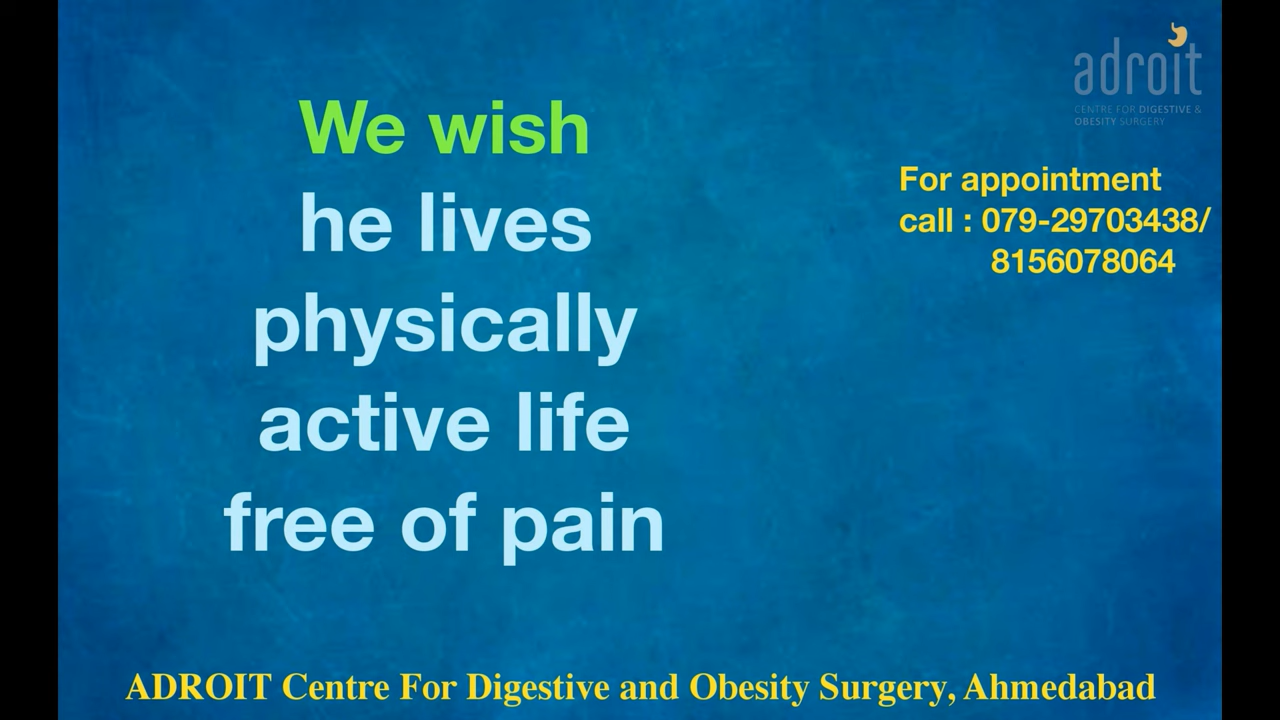 We wish
he lives
physically
active life
free of pain
adroit
CENTRE FOR DIGESTIVE &
OBESITY SURGERY
For appointment
call : 079-29703438/
8156078064
ADROIT Centre For Digestive and Obesity Surgery, Ahmedabad